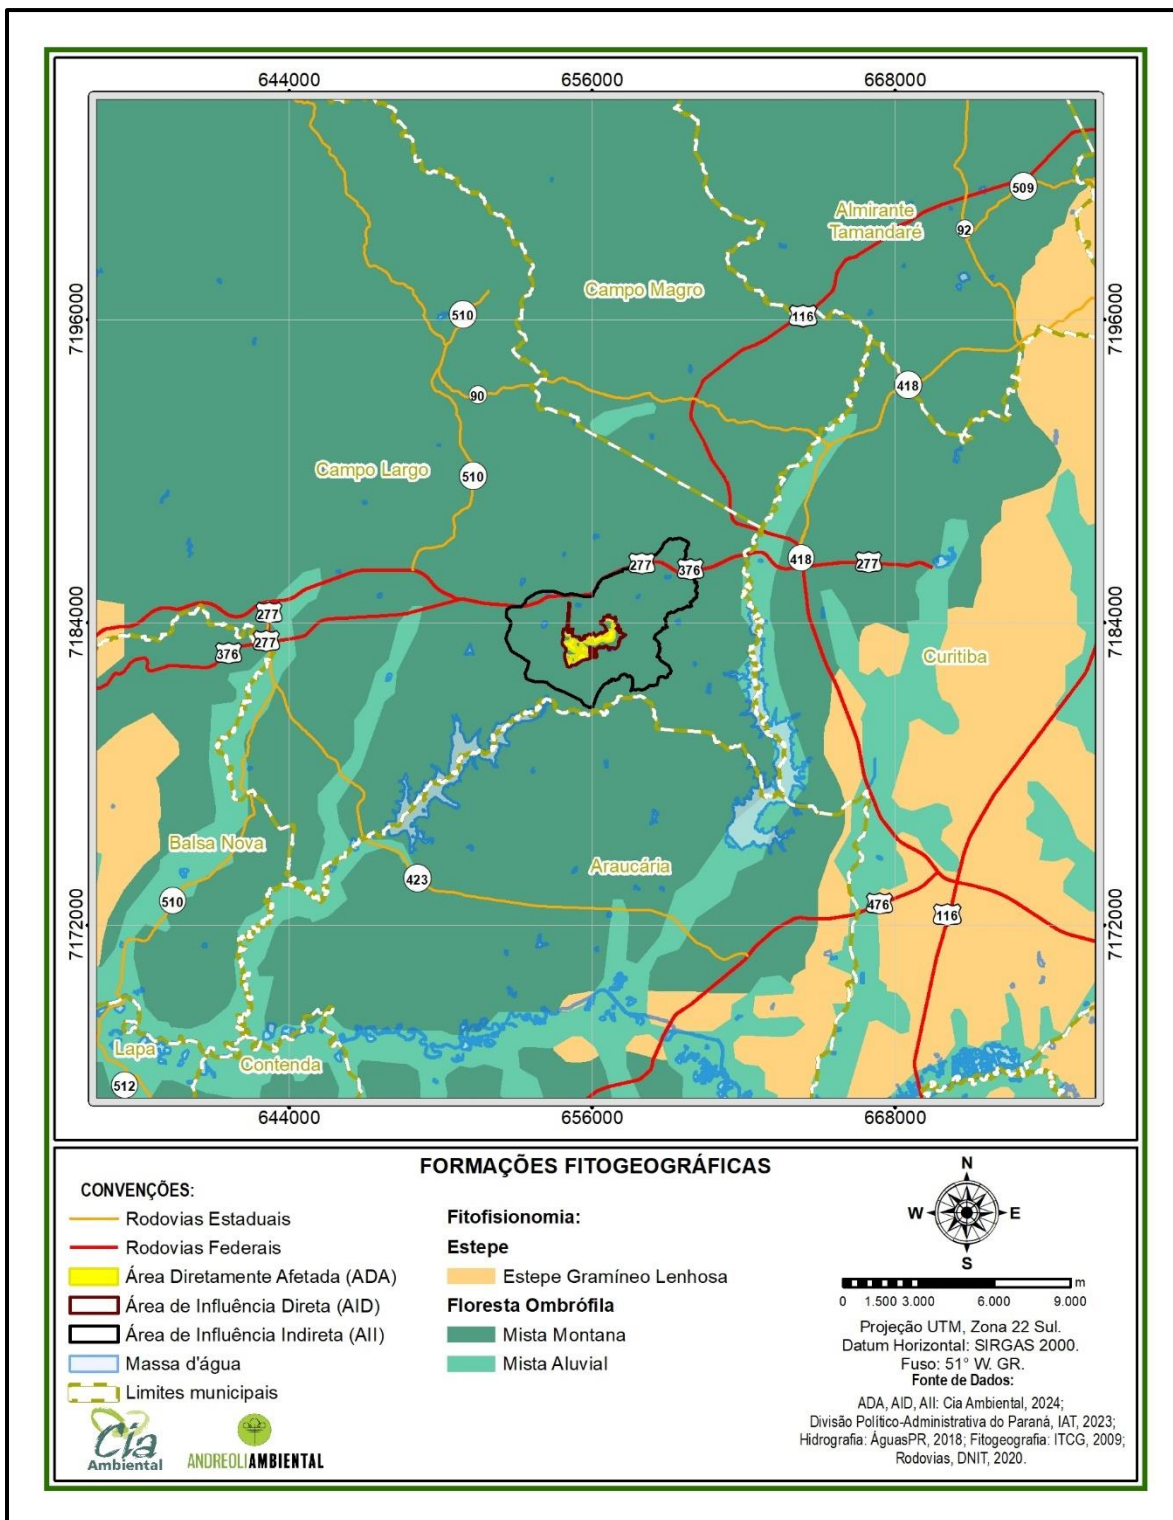 644000 656000 668000
509
Almirante
Tamandaré
92
Campo Magro
7196000 7196000
510
116
418
90
Campo Largo
510
277 376 418 277
7184000 7184000
277
277
376
Curitiba
Balsa Nova
Araucária
423
510
476
116
7172000 7172000
Lapa
Contenda
512
644000 656000 668000
FORMAÇÕES FITOGEOGRÁFICAS
CONVENÇÕES:
Rodovias Estaduais
Rodovias Federais
Área Diretamente Afetada (ADA)
Área de Influência Direta (AID)
Área de Influência Indireta (AII)
Massa d'água
Limites municipais
Cia
Ambiental
ANDREOLIAMBIENTAL
Fitofisionomia:
Estepe
Estepe Gramíneo Lenhosa
Floresta Ombrófila
Mista Montana
Mista Aluvial
N
W E
S
m
0 1.500 3.000 6.000 9.000
Projeção UTM, Zona 22 Sul.
Datum Horizontal: SIRGAS 2000.
Fuso: 51° W. GR.
Fonte de Dados:
ADA, AID, AII: Cia Ambiental, 2024;
Divisão Político-Administrativa do Paraná, IAT, 2023;
Hidrografia: ÁguasPR, 2018; Fitogeografia: ITCG, 2009;
Rodovias, DNIT, 2020.